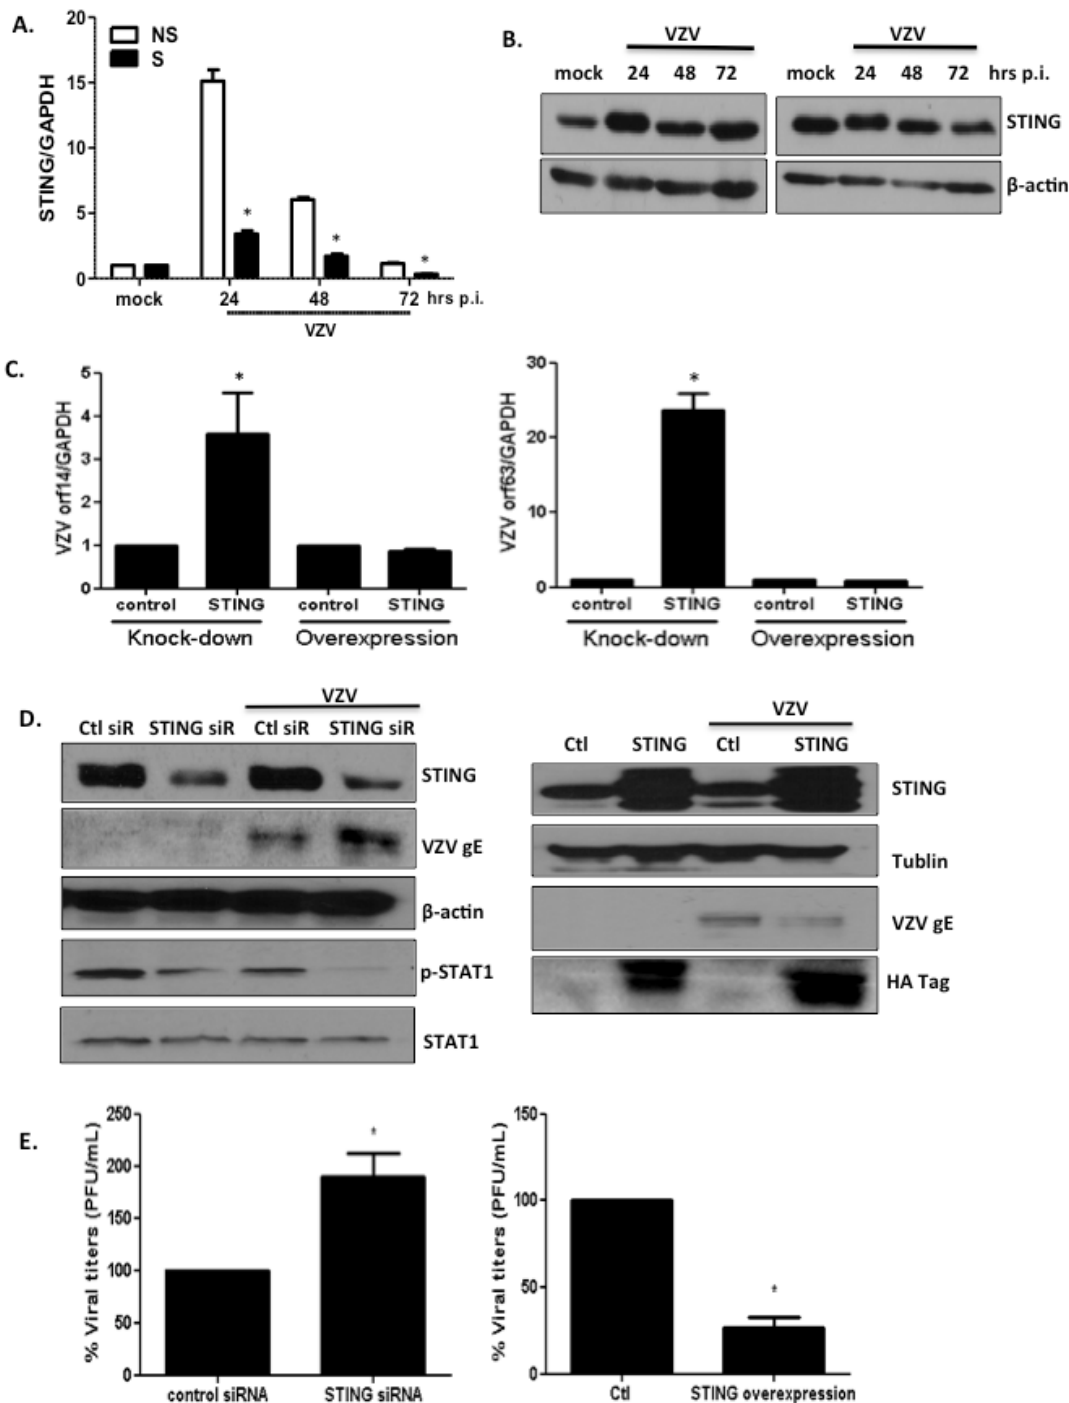 A.
STING/GAPDH
20
15
10
5
0
NS
S
*
*
*
mock
24
48
72 hrs p.i.
VZV
B.
VZV
VZV
mock 24 48 72
mock 24 48 72 hrs p.i.
STING
β-actin
C.
VZV orf14/GAPDH
5
4
3
2
1
0
*
control STING control STING
Knock-down Overexpression
VZV orf63/GAPDH
30
20
10
0
*
control STING control STING
Knock-down Overexpression
D.
VZV
Ctl siR STING siR Ctl siR STING siR
STING
VZV gE
β-actin
p-STAT1
STAT1
VZV
Ctl STING Ctl STING
STING
Tublin
VZV gE
HA Tag
E.
% Viral titers (PFU/mL)
250
200
150
100
50
0
*
control siRNA STING siRNA
% Viral titers (PFU/mL)
150
100
50
0
*
Ctl STING overexpression